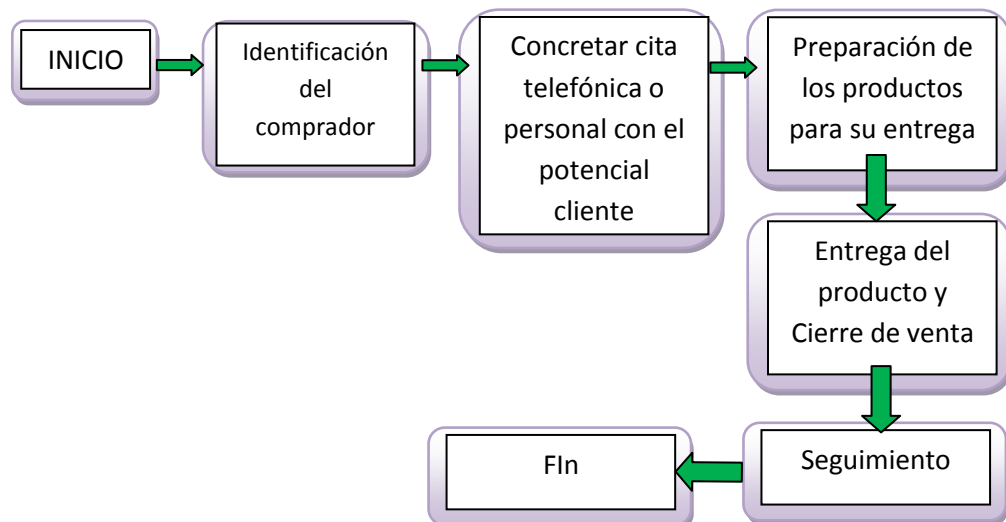 INICIO
Identificación
del
comprador
Concretar cita
telefónica o
personal con el
potencial
cliente
Preparación de
los productos
para su entrega
Entrega del
producto y
Cierre de venta
Seguimiento
FIn